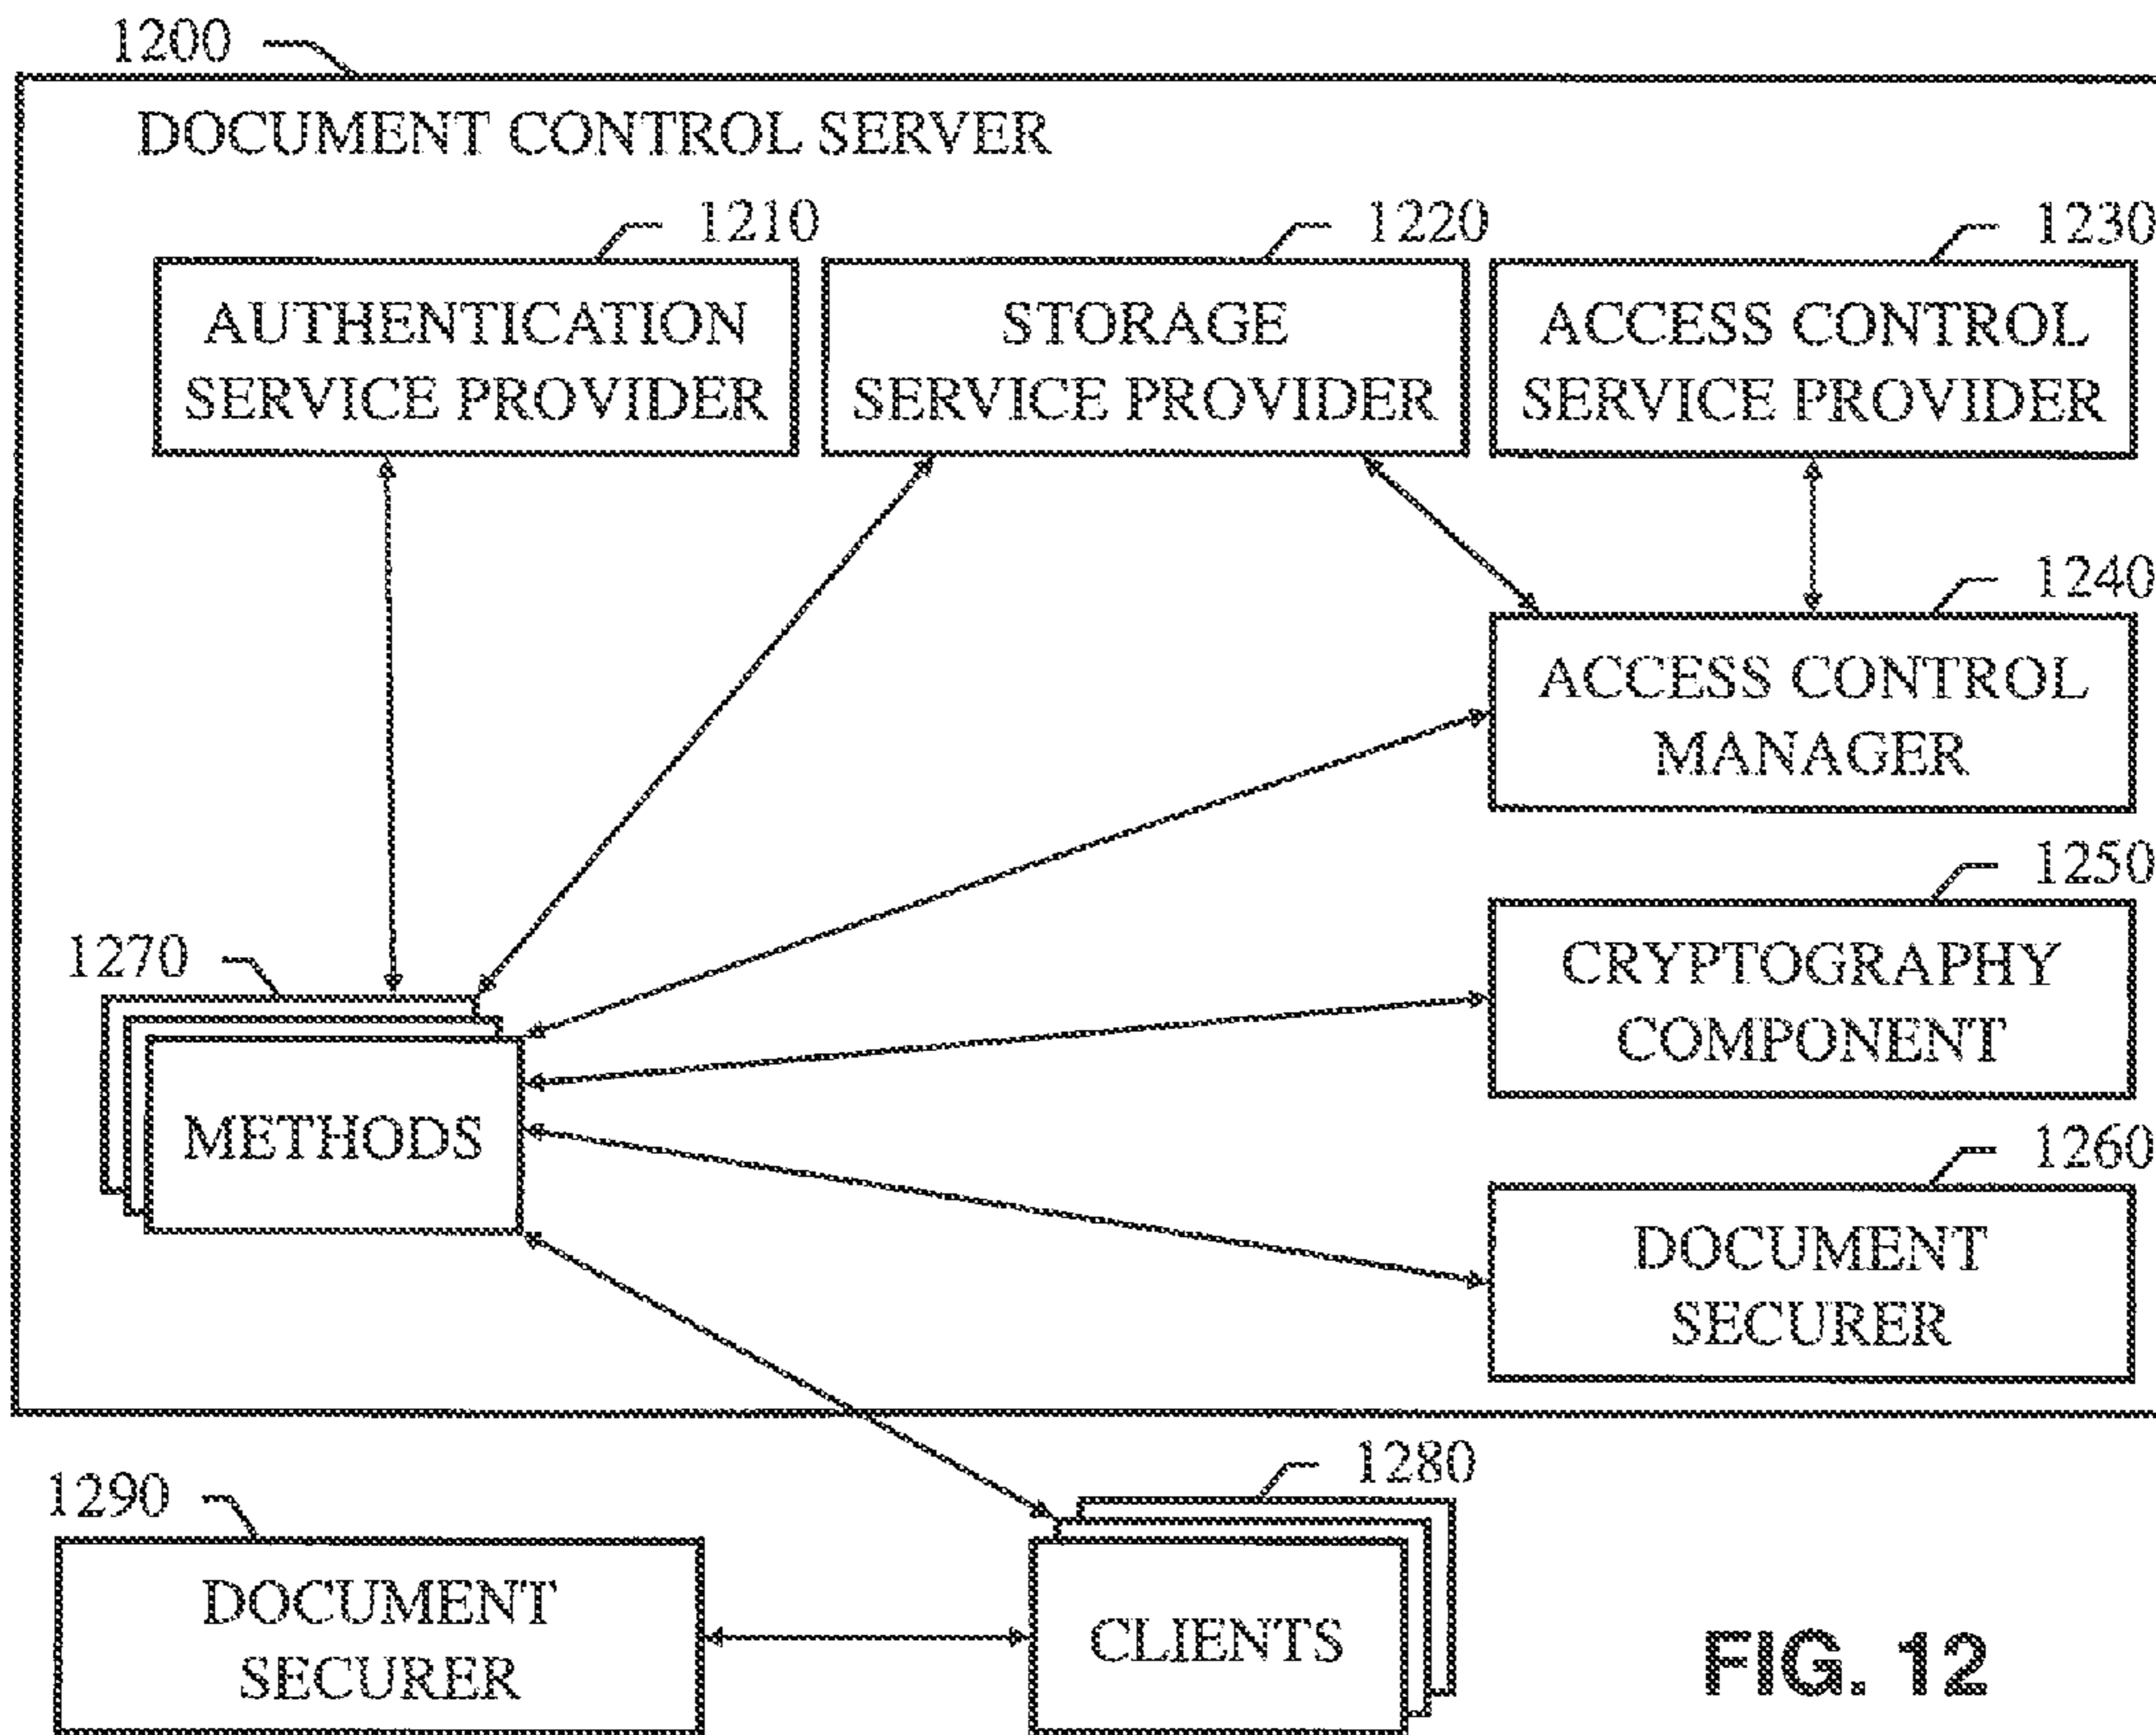 1200
DOCUMENT CONTROL SERVER
1210
1220
1230
AUTHENTICATION
SERVICE PROVIDER
STORAGE
SERVICE PROVIDER
ACCESS CONTROL
SERVICE PROVIDER
1240
ACCESS CONTROL
MANAGER
1250
CRYPTOGRAPHY
COMPONENT
1270
METHODS
1260
DOCUMENT
SECURER
1280
CLIENTS
1290
DOCUMENT
SECURER
FIG. 12